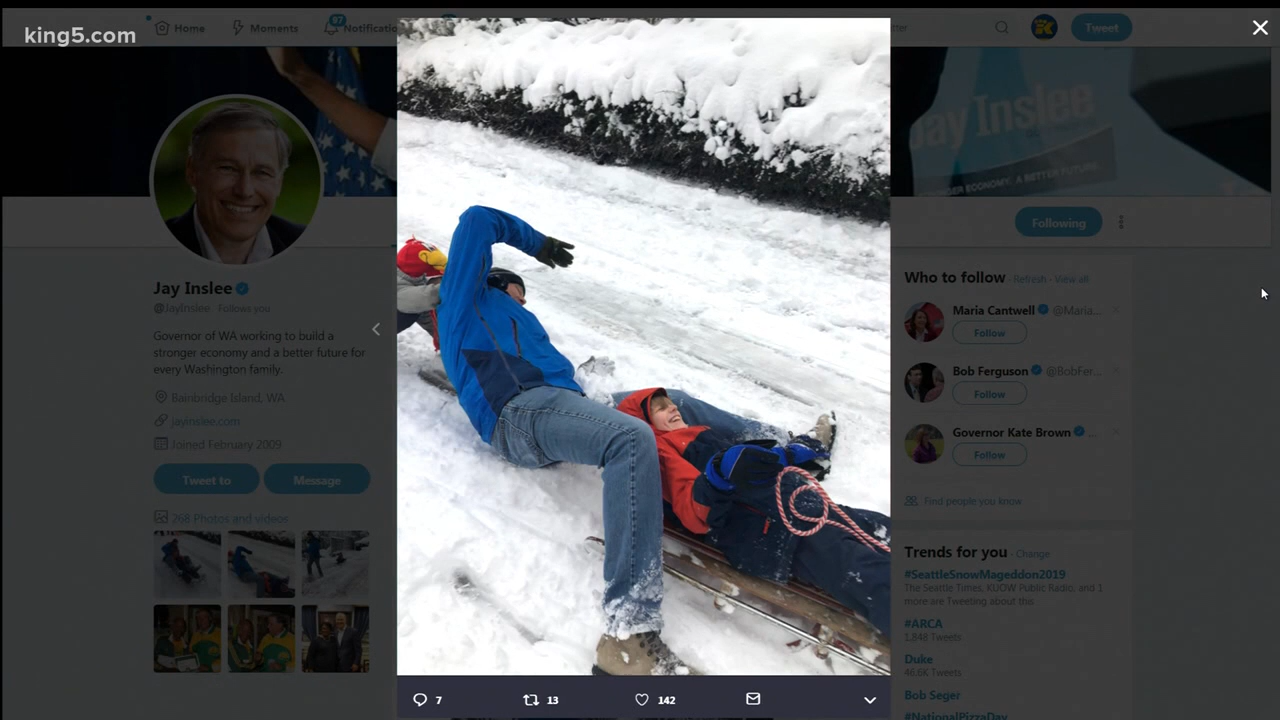 king5.com
Home
Moments
87
Notifications
Tweet
Jay Inslee
A BETTER FUTURE.
Following
Jay Inslee
@JayInslee Follows you
Governor of WA working to build a
stronger economy and a better future for
every Washington family.
Bainbridge Island, WA
jayinslee.com
Joined February 2009
Tweet to
Message
268 Photos and videos
Who to follow · Refresh · View all
Maria Cantwell @Maria...
Follow
Bob Ferguson @BobFer...
Follow
Governor Kate Brown ...
Follow
Find people you know
Trends for you · Change
#SeattleSnowMageddon2019
The Seattle Times, KUOW Public Radio, and 1
more are Tweeting about this
#ARCA
1,848 Tweets
Duke
46.6K Tweets
Bob Seger
#NationalPizzaDay
7
13
142